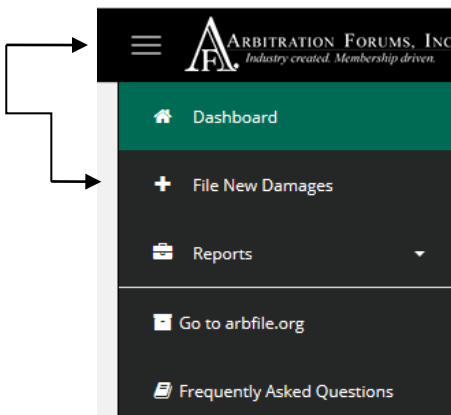 ARBITRATION FORUMS, INC
Industry created. Membership driven.
Dashboard
File New Damages
Reports
Go to arbfile.org
Frequently Asked Questions